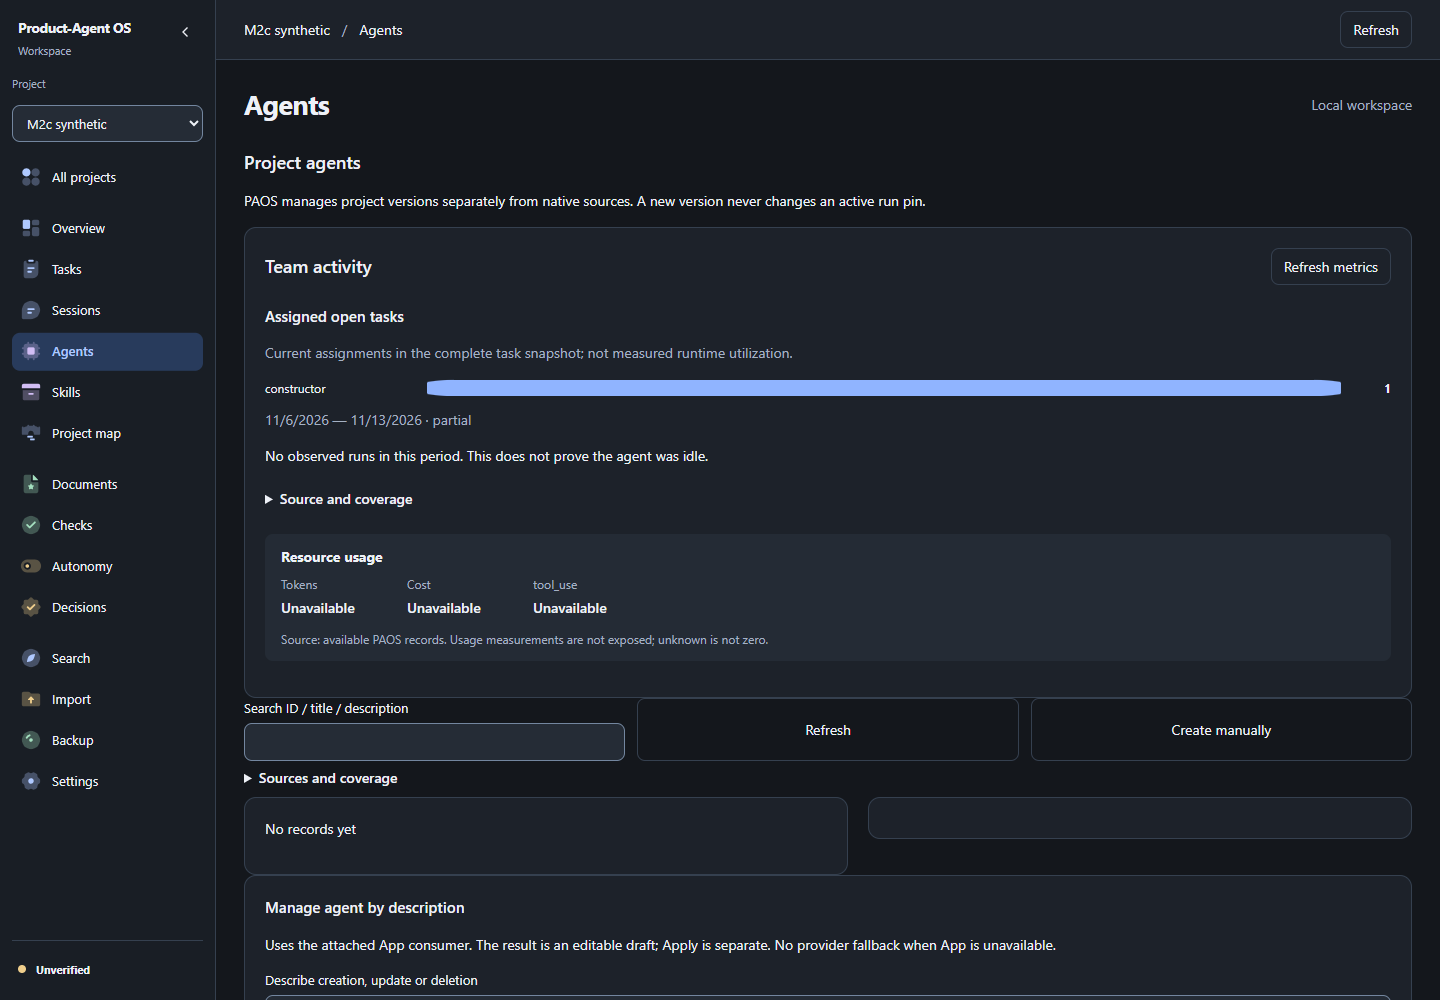 Product-Agent OS
Workspace
Project
M2c synthetic
All projects
Overview
Tasks
Sessions
Agents
Skills
Project map
Documents
Checks
Autonomy
Decisions
Search
Import
Backup
Settings
Unverified
M2c synthetic / Agents
Refresh
Agents
Local workspace
Project agents
PAOS manages project versions separately from native sources. A new version never changes an active run pin.
Team activity
Refresh metrics
Assigned open tasks
Current assignments in the complete task snapshot; not measured runtime utilization.
constructor 1
11/6/2026 — 11/13/2026 · partial
No observed runs in this period. This does not prove the agent was idle.
Source and coverage
Resource usage
Tokens Cost tool_use
Unavailable Unavailable Unavailable
Source: available PAOS records. Usage measurements are not exposed; unknown is not zero.
Search ID / title / description
Refresh
Create manually
Sources and coverage
No records yet
Manage agent by description
Uses the attached App consumer. The result is an editable draft; Apply is separate. No provider fallback when App is unavailable.
Describe creation, update or deletion